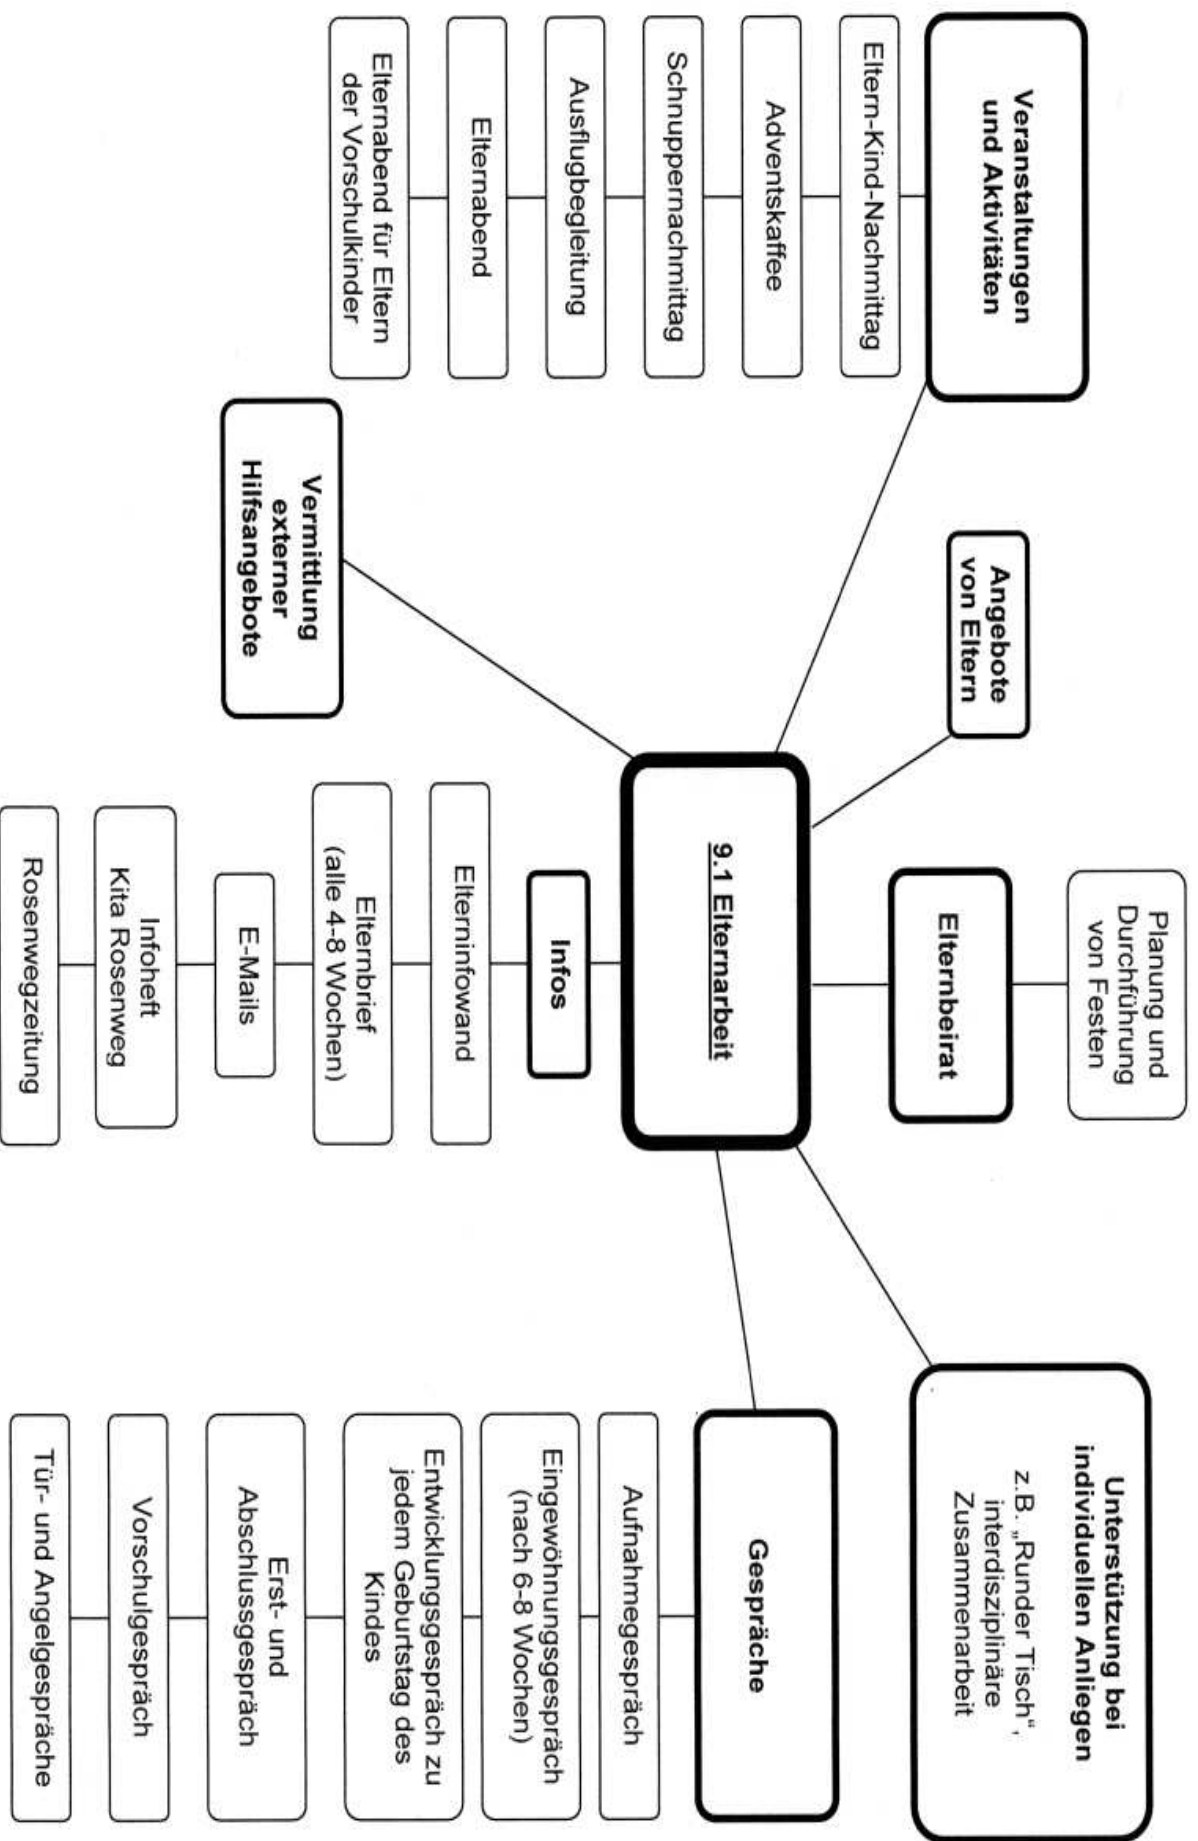 Planung und
Durchführung
von Festen
Angebote
von Eltern
Elternbeirat
Unterstützung bei
individuellen Anliegen
z.B. „Runder Tisch“,
interdisziplinäre
Zusammenarbeit
Veranstaltungen
und Aktivitäten
Eltern-Kind-Nachmittag
Adventskaffee
Schnuppernachmittag
Ausflugbegleitung
Elternabend
Elternabend für Eltern
der Vorschulkinder
9.1 Elternarbeit
Vermittlung
externer
Hilfsangebote
Infos
Elterninfowand
Elternbrief
(alle 4-8 Wochen)
E-Mails
Infoheft
Kita Rosenweg
Rosenwegzeitung
Gespräche
Aufnahmegespräch
Eingewöhnungsgespräch
(nach 6-8 Wochen)
Entwicklungsgespräch zu
jedem Geburtstag des
Kindes
Erst- und
Abschlussgespräch
Vorschulgespräch
Tür- und Angelgespräche